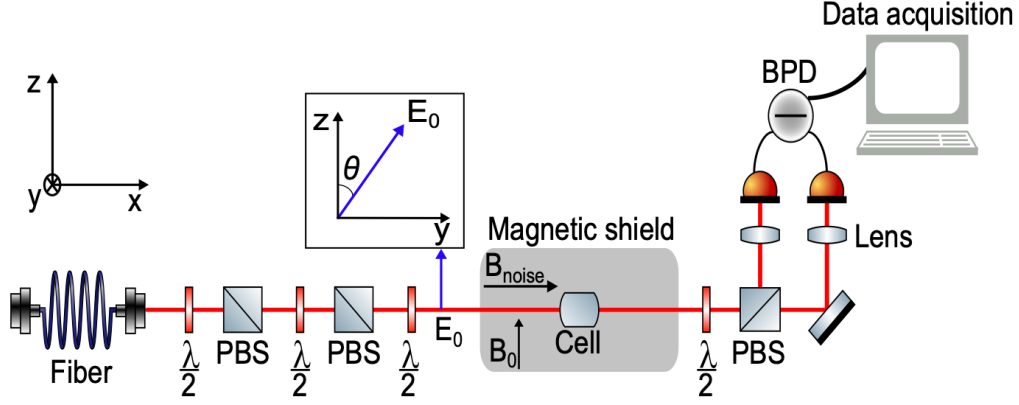 Data acquisition
BPD
z
y
x
z
E0
θ
y
Magnetic shield
Bnoise
Lens
E0
B0
Cell
Fiber
λ/2
PBS
λ/2
PBS
λ/2
λ/2
PBS